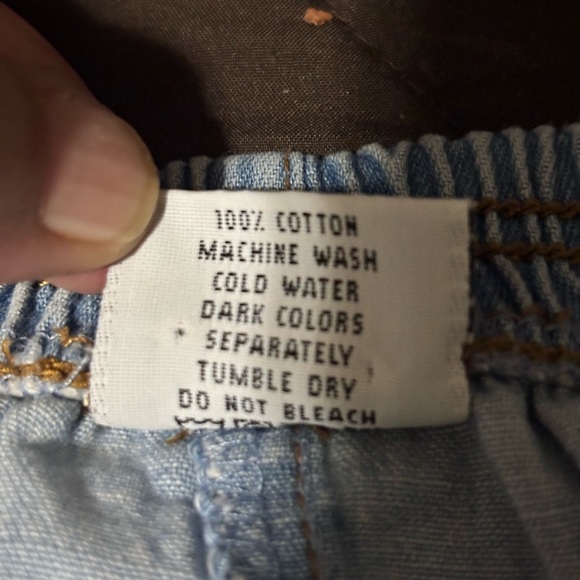 100% COTTON
MACHINE WASH
COLD WATER
DARK COLORS
SEPARATELY
TUMBLE DRY
DO NOT BLEACH